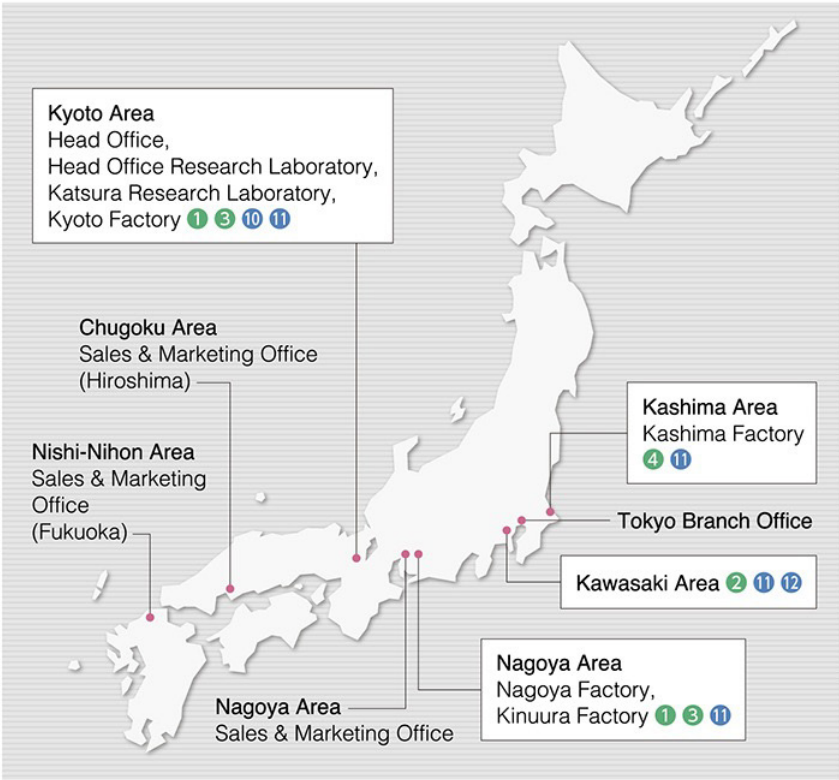 Kyoto Area
Head Office,
Head Office Research Laboratory,
Katsura Research Laboratory,
Kyoto Factory 1 3 10 11
Chugoku Area
Sales & Marketing Office
(Hiroshima)
Nishi-Nihon Area
Sales & Marketing
Office
(Fukuoka)
Kashima Area
Kashima Factory
4 11
Tokyo Branch Office
Kawasaki Area 2 11 12
Nagoya Area
Nagoya Factory,
Kinuura Factory 1 3 11
Nagoya Area
Sales & Marketing Office